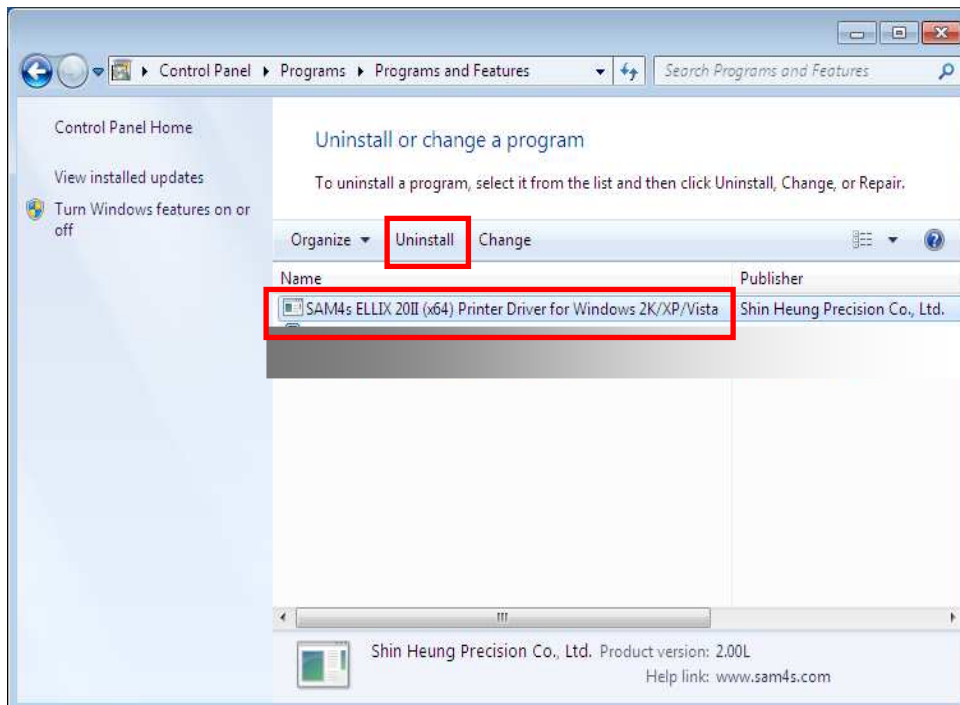 Control Panel Programs Programs and Features
Search Programs and Features
Control Panel Home
View installed updates
Turn Windows features on or
off
Uninstall or change a program
To uninstall a program, select it from the list and then click Uninstall, Change, or Repair.
Organize Uninstall Change
Name Publisher
SAM4s ELLIX 20II (x64) Printer Driver for Windows 2K/XP/Vista Shin Heung Precision Co., Ltd.
Shin Heung Precision Co., Ltd. Product version: 2.00L
Help link: www.sam4s.com